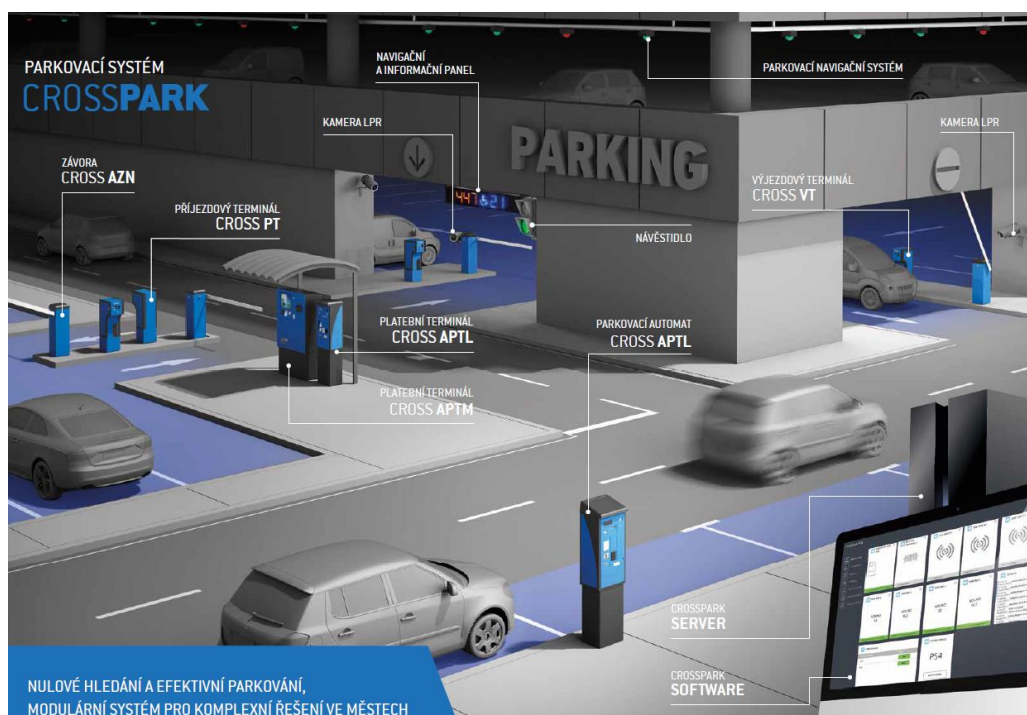 PARKOVACÍ SYSTÉM
CROSSPARK
NAVIGAČNÍ
A INFORMAČNÍ PANEL
PARKOVACÍ NAVIGAČNÍ SYSTÉM
KAMERA LPR
KAMERA LPR
PARKING
ZÁVORA
CROSS AZN
PŘÍJEZDOVÝ TERMINÁL
CROSS PT
447 621
VÝJEZDOVÝ TERMINÁL
CROSS VT
NÁVĚSTIDLO
PLATEBNÍ TERMINÁL
CROSS APTL
PARKOVACÍ AUTOMAT
CROSS APTL
PLATEBNÍ TERMINÁL
CROSS APTM
CROSSPARK
SERVER
CROSSPARK
SOFTWARE
NULOVÉ HLEDÁNÍ A EFEKTIVNÍ PARKOVÁNÍ,
MODULÁRNÍ SYSTÉM PRO KOMPLEXNÍ ŘEŠENÍ VE MĚSTECH